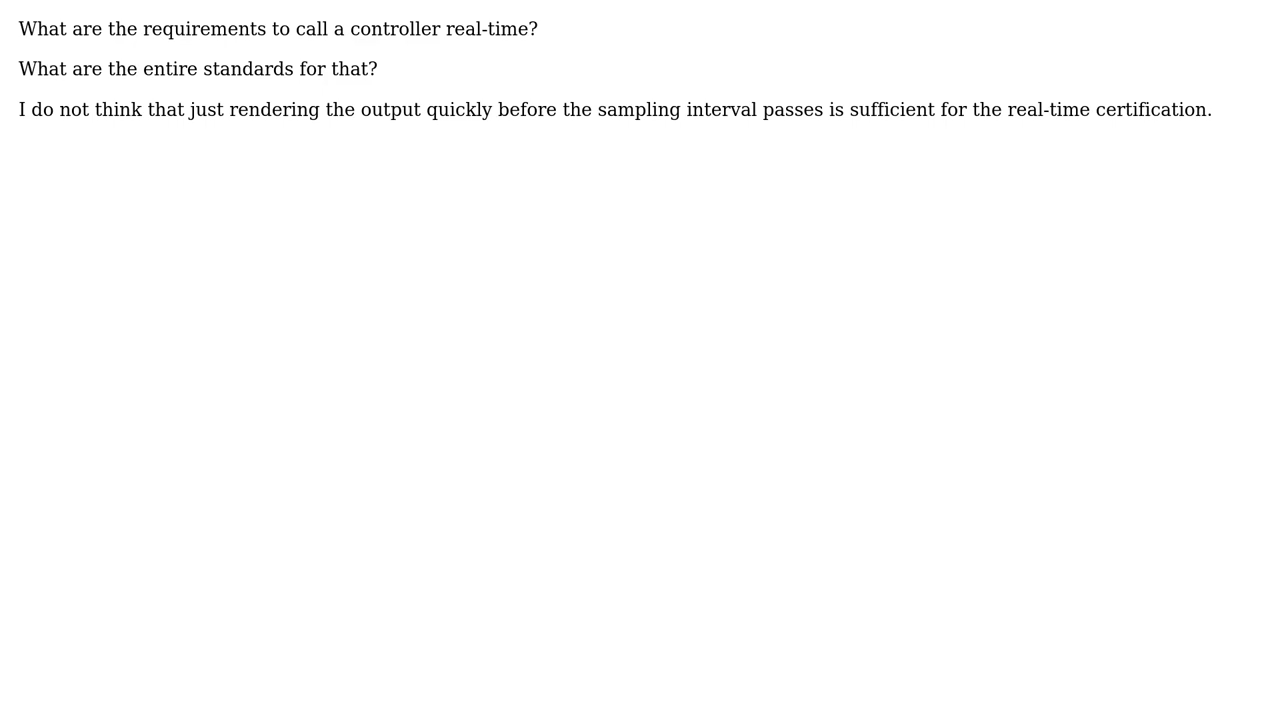 What are the requirements to call a controller real-time?
What are the entire standards for that?
I do not think that just rendering the output quickly before the sampling interval passes is sufficient for the real-time certification.